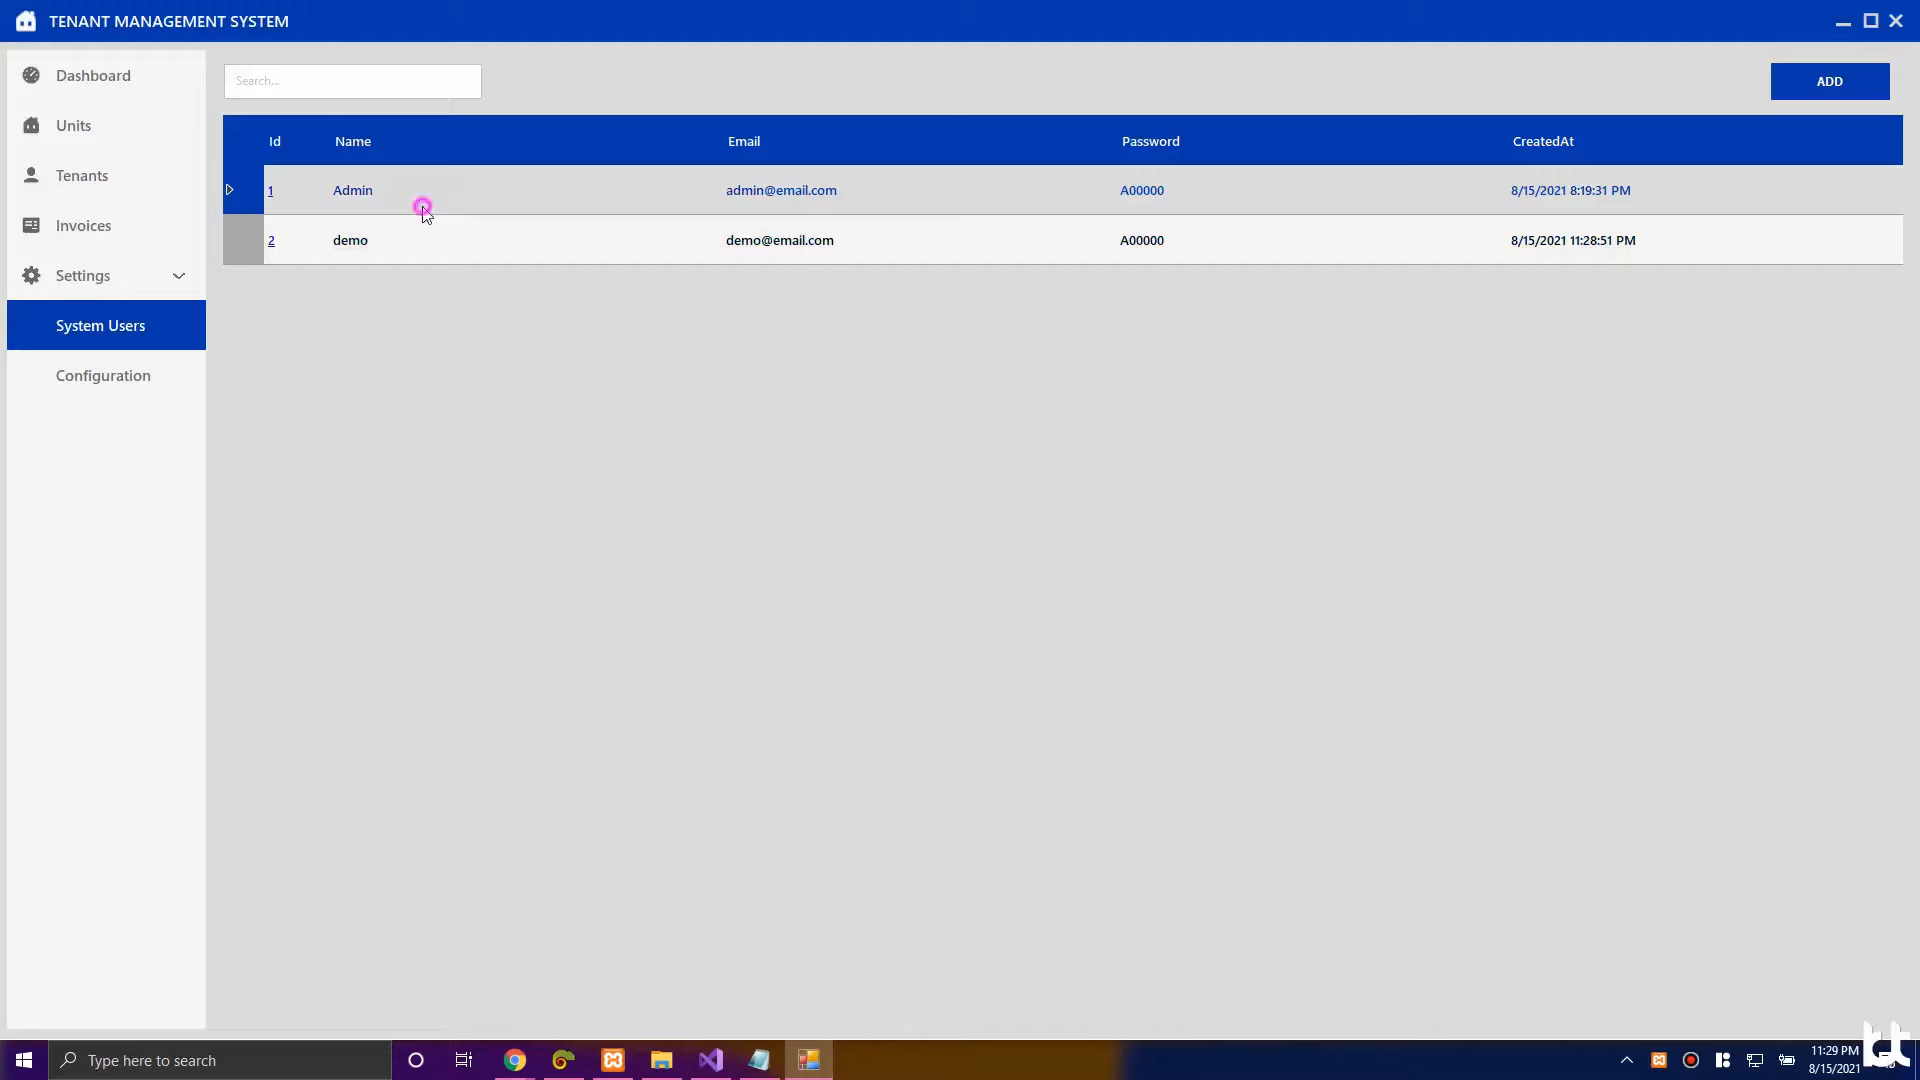 TENANT MANAGEMENT SYSTEM
Dashboard
Units
Tenants
Invoices
Settings
System Users
Configuration
Search...
ADD
Id Name Email Password CreatedAt
1 Admin admin@email.com A00000 8/15/2021 8:19:31 PM
2 demo demo@email.com A00000 8/15/2021 11:28:51 PM
Type here to search
11:29 PM
8/15/2021